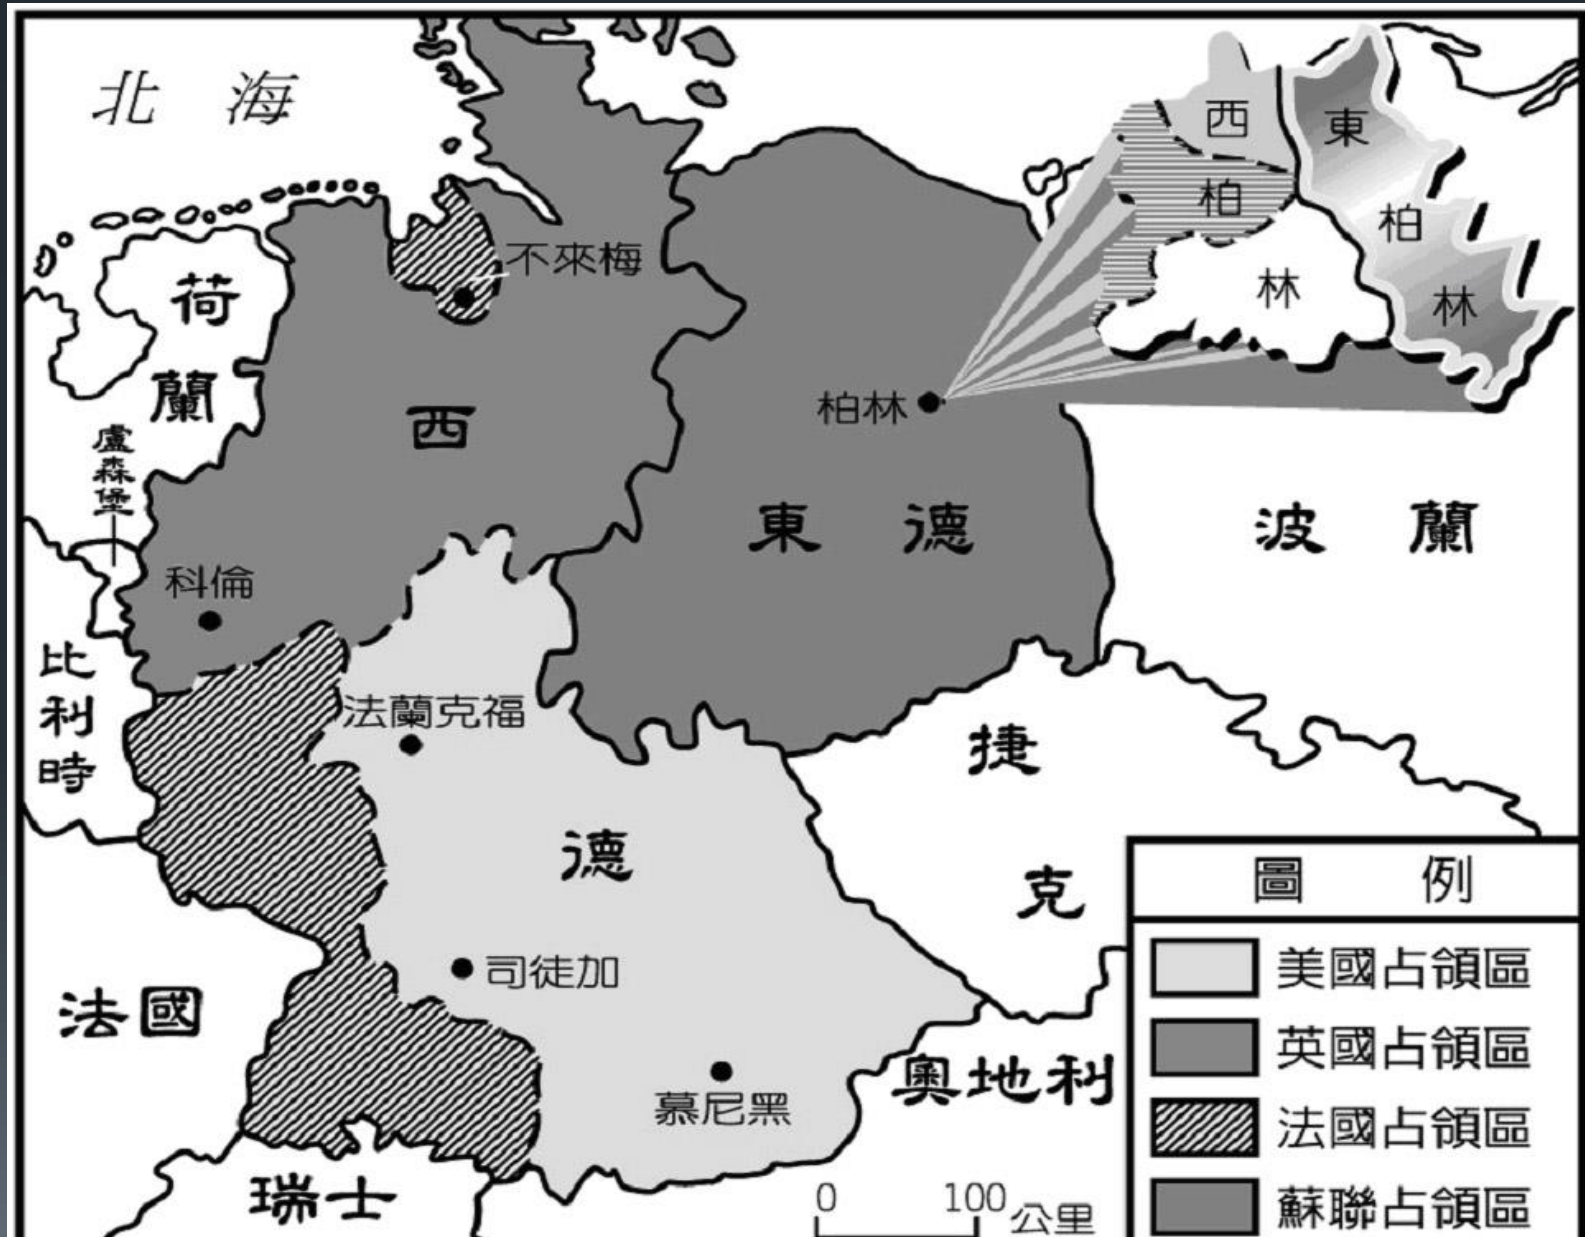 北海
荷蘭
盧森堡
比利時
法國
瑞士
不來梅
西德
科倫
法蘭克福
司徒加
慕尼黑
東德
柏林
西柏林
東柏林
波蘭
捷克
奧地利
0 100 公里
圖例
美國占領區
英國占領區
法國占領區
蘇聯占領區